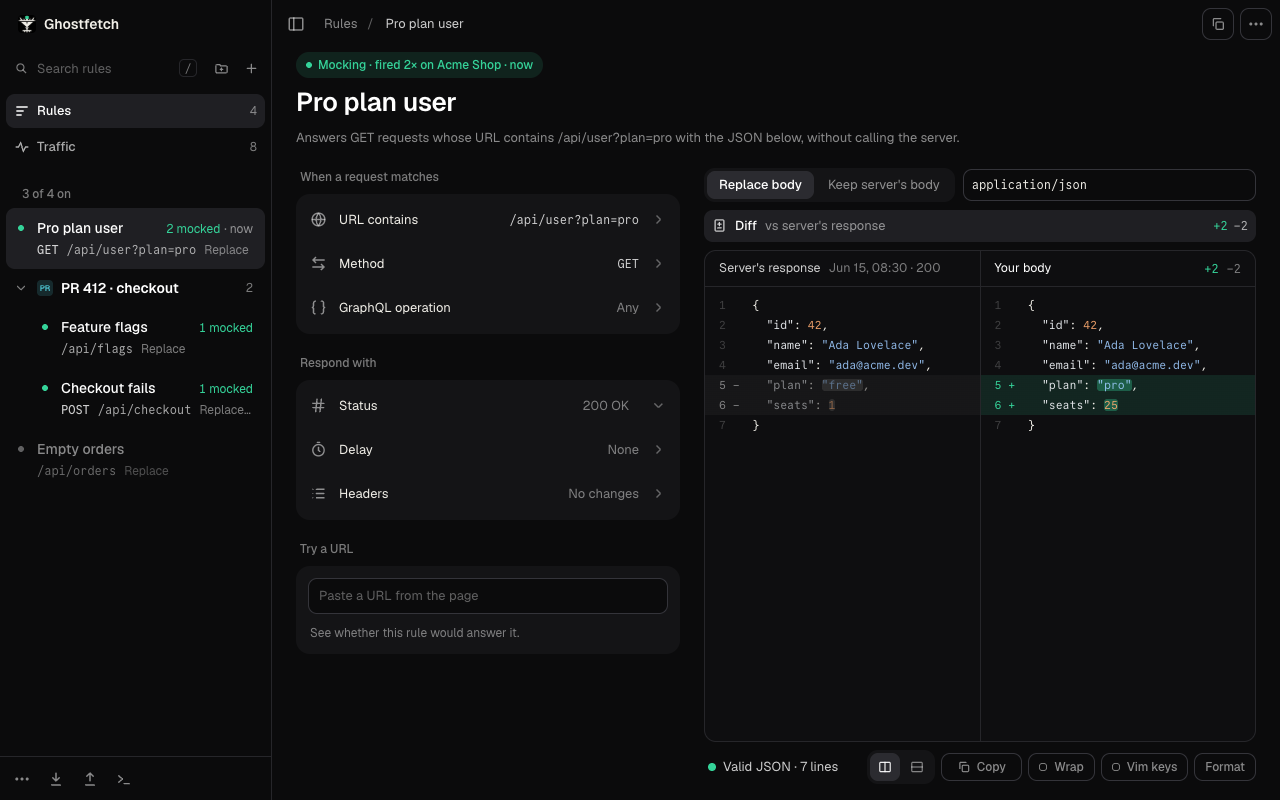 Ghostfetch
Search rules /
Rules 4
Traffic 8
3 of 4 on
Pro plan user 2 mocked · now
GET /api/user?plan=pro Replace
PR PR 412 · checkout 2
Feature flags 1 mocked
/api/flags Replace
Checkout fails 1 mocked
POST /api/checkout Replace…
Empty orders
/api/orders Replace
Rules / Pro plan user
Mocking · fired 2× on Acme Shop · now
Pro plan user
Answers GET requests whose URL contains /api/user?plan=pro with the JSON below, without calling the server.
When a request matches
URL contains /api/user?plan=pro
Method GET
GraphQL operation Any
Respond with
Status 200 OK
Delay None
Headers No changes
Try a URL
Paste a URL from the page
See whether this rule would answer it.
Replace body Keep server's body application/json
Diff vs server's response +2 −2
Server's response Jun 15, 08:30 · 200
1 {
2 "id": 42,
3 "name": "Ada Lovelace",
4 "email": "ada@acme.dev",
5 − "plan": "free",
6 − "seats": 1
7 }
Your body +2 −2
1 {
2 "id": 42,
3 "name": "Ada Lovelace",
4 "email": "ada@acme.dev",
5 + "plan": "pro",
6 + "seats": 25
7 }
Valid JSON · 7 lines Copy Wrap Vim keys Format